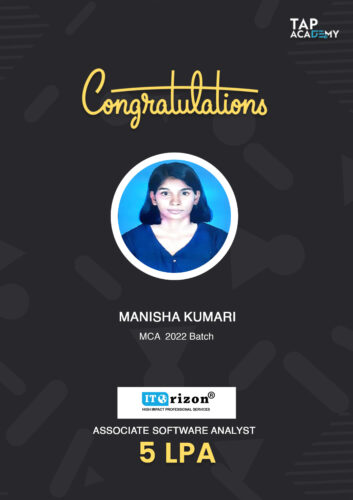 TAP
ACADEMY
Congratulations
MANISHA KUMARI
MCA 2022 Batch
ITOrizon®
HIGH IMPACT PROFESSIONAL SERVICES
ASSOCIATE SOFTWARE ANALYST
5 LPA